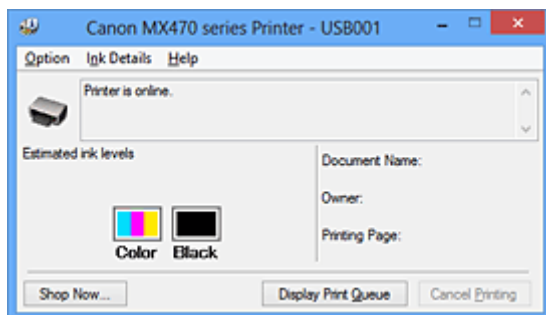 Canon MX470 series Printer - USB001
Option Ink Details Help
Printer is online.
Estimated ink levels
Document Name:
Owner:
Printing Page:
Color Black
Shop Now... Display Print Queue Cancel Printing